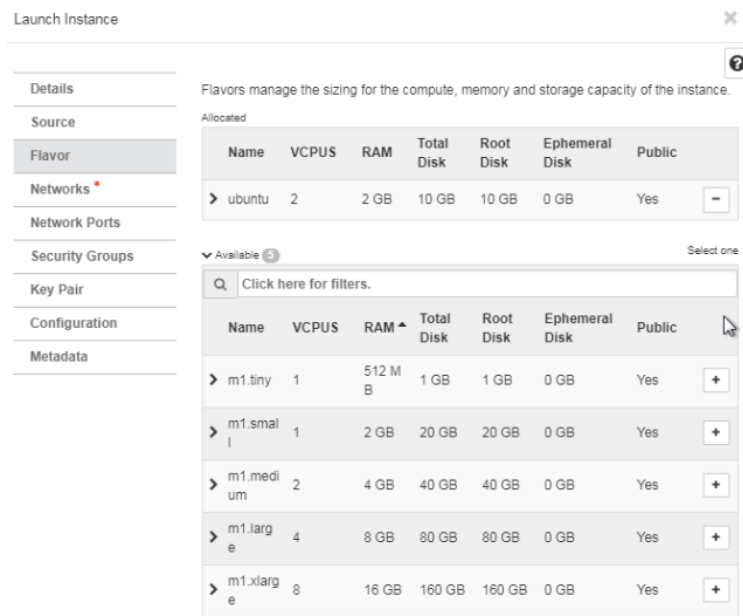 Launch Instance
×
?
Details
Source
Flavor
Networks *
Network Ports
Security Groups
Key Pair
Configuration
Metadata
Flavors manage the sizing for the compute, memory and storage capacity of the instance.
Allocated
Name VCPUS RAM Total Disk Root Disk Ephemeral Disk Public
ubuntu 2 2 GB 10 GB 10 GB 0 GB Yes −
Available 5 Select one
Click here for filters.
Name VCPUS RAM Total Disk Root Disk Ephemeral Disk Public
m1.tiny 1 512 MB 1 GB 1 GB 0 GB Yes +
m1.small 1 2 GB 20 GB 20 GB 0 GB Yes +
m1.medium 2 4 GB 40 GB 40 GB 0 GB Yes +
m1.large 4 8 GB 80 GB 80 GB 0 GB Yes +
m1.xlarge 8 16 GB 160 GB 160 GB 0 GB Yes +